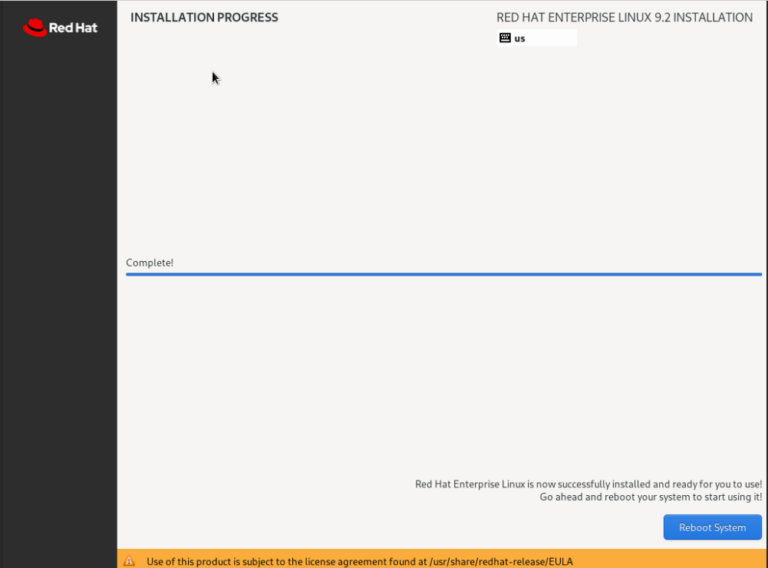 Red Hat
INSTALLATION PROGRESS
RED HAT ENTERPRISE LINUX 9.2 INSTALLATION
us
Complete!
Red Hat Enterprise Linux is now successfully installed and ready for you to use!
Go ahead and reboot your system to start using it!
Reboot System
Use of this product is subject to the license agreement found at /usr/share/redhat-release/EULA